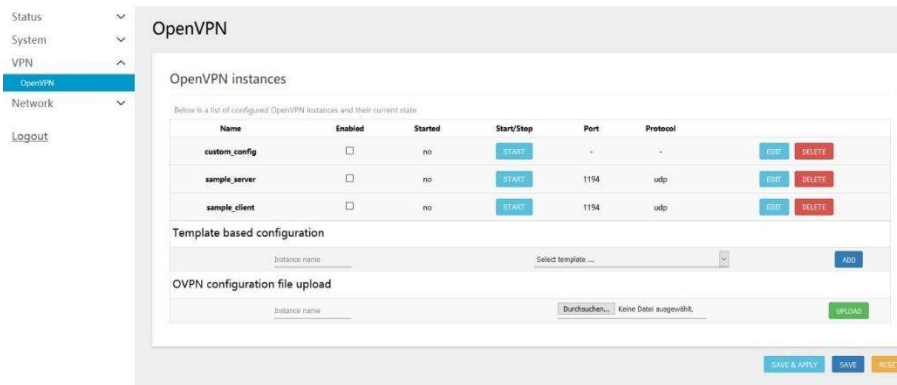 Status
System
VPN
OpenVPN
Network
Logout
OpenVPN
OpenVPN instances
Below is a list of configured OpenVPN instances and their current state
Name Enabled Started Start/Stop Port Protocol
custom_config no START - - EDIT DELETE
sample_server no START 1194 udp EDIT DELETE
sample_client no START 1194 udp EDIT DELETE
Template based configuration
Instance name Select template ... ADD
OVPN configuration file upload
Instance name Durchsuchen... Keine Datei ausgewählt. UPLOAD
SAVE & APPLY SAVE RESE